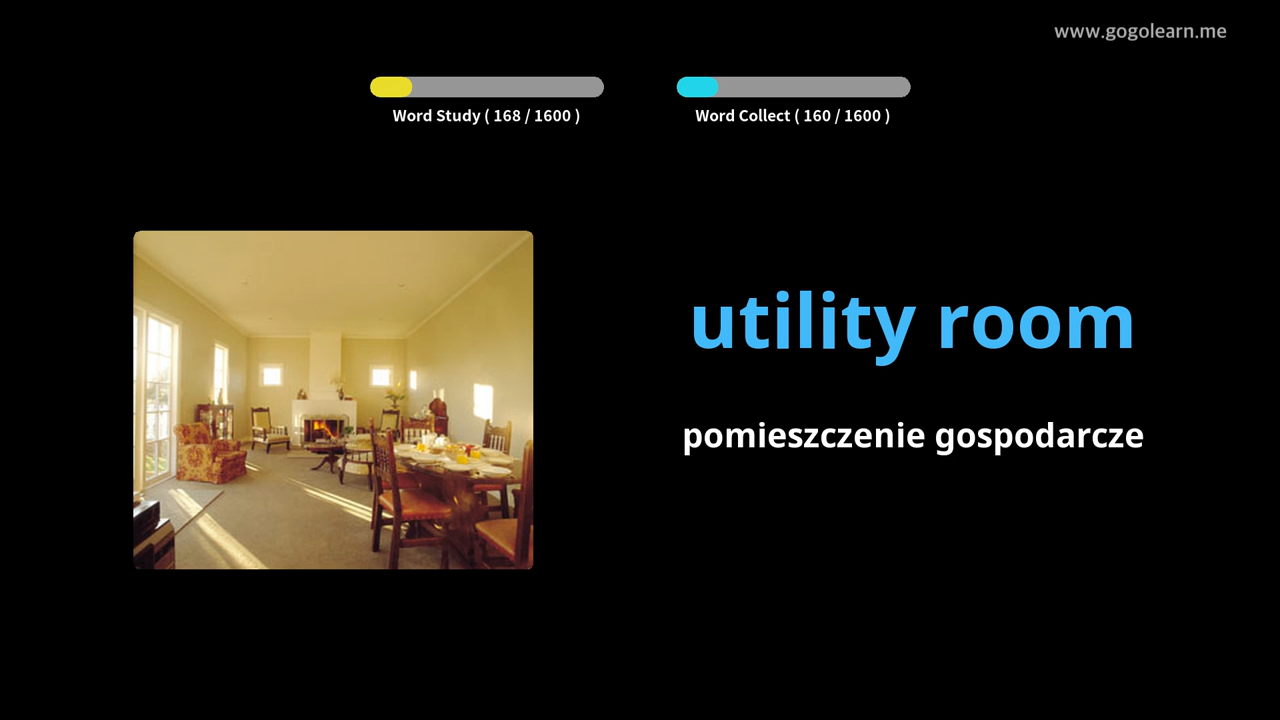 www.gogolearn.me
Word Study ( 168 / 1600 )
Word Collect ( 160 / 1600 )
utility room
pomieszczenie gospodarcze